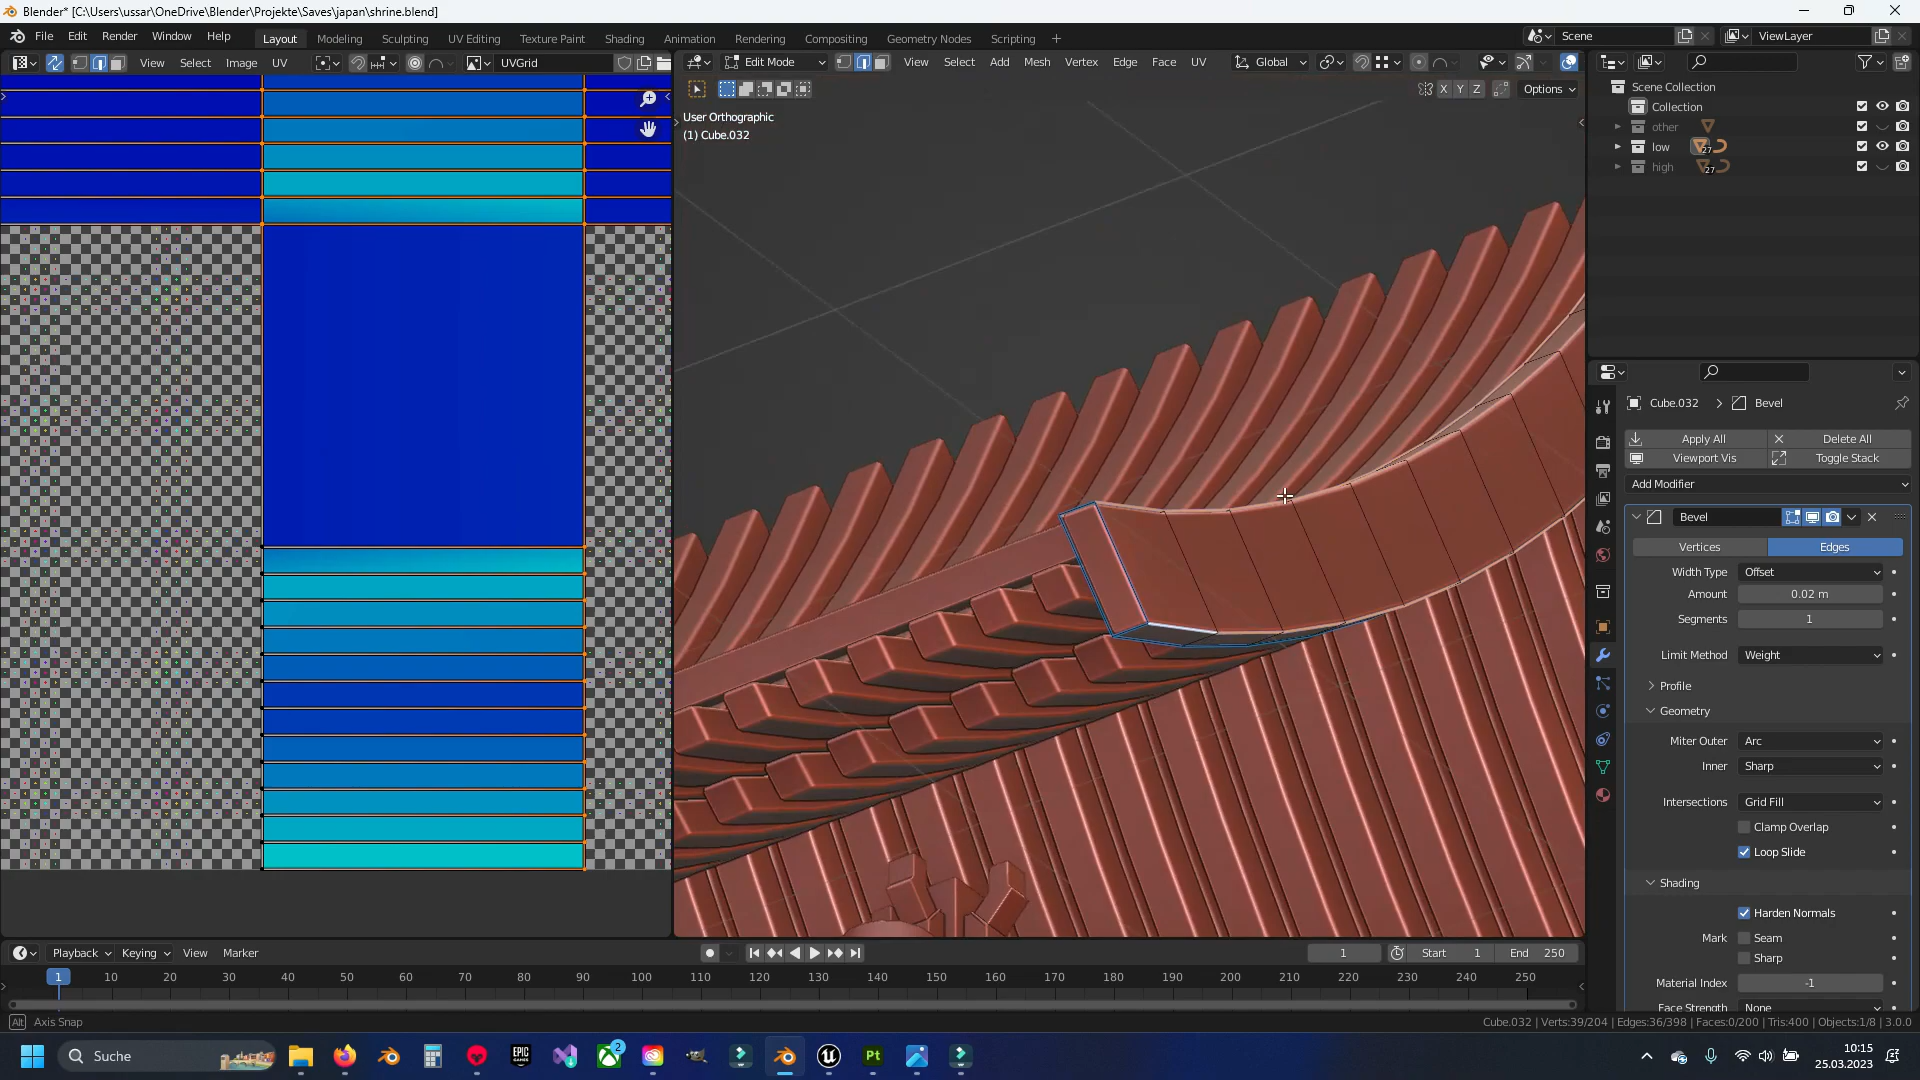 Blender* [C:\Users\ussar\OneDrive\Blender\Projekte\Saves\japan\shrine.blend]
File Edit Render Window Help
Layout Modeling Sculpting UV Editing Texture Paint Shading Animation Rendering Compositing Geometry Nodes Scripting +
Scene ViewLayer
View Select Image UV UVGrid
Edit Mode View Select Add Mesh Vertex Edge Face UV Global
X Y Z Options
User Orthographic
(1) Cube.032
Scene Collection
Collection
other
low 27
high 27
Cube.032 > Bevel
Apply All Delete All
Viewport Vis Toggle Stack
Add Modifier
Bevel
Vertices Edges
Width Type Offset
Amount 0.02 m
Segments 1
Limit Method Weight
Profile
Geometry
Miter Outer Arc
Inner Sharp
Intersections Grid Fill
Clamp Overlap
Loop Slide
Shading
Harden Normals
Mark Seam
Sharp
Material Index -1
Face Strength None
Playback Keying View Marker
1 Start 1 End 250
1 10 20 30 40 50 60 70 80 90 100 110 120 130 140 150 160 170 180 190 200 210 220 230 240 250
Alt Axis Snap
Cube.032 | Verts:39/204 | Edges:36/398 | Faces:0/200 | Tris:400 | Objects:1/8 | 3.0.0
Suche
EPIC GAMES
2
Pt
10:15
25.03.2023